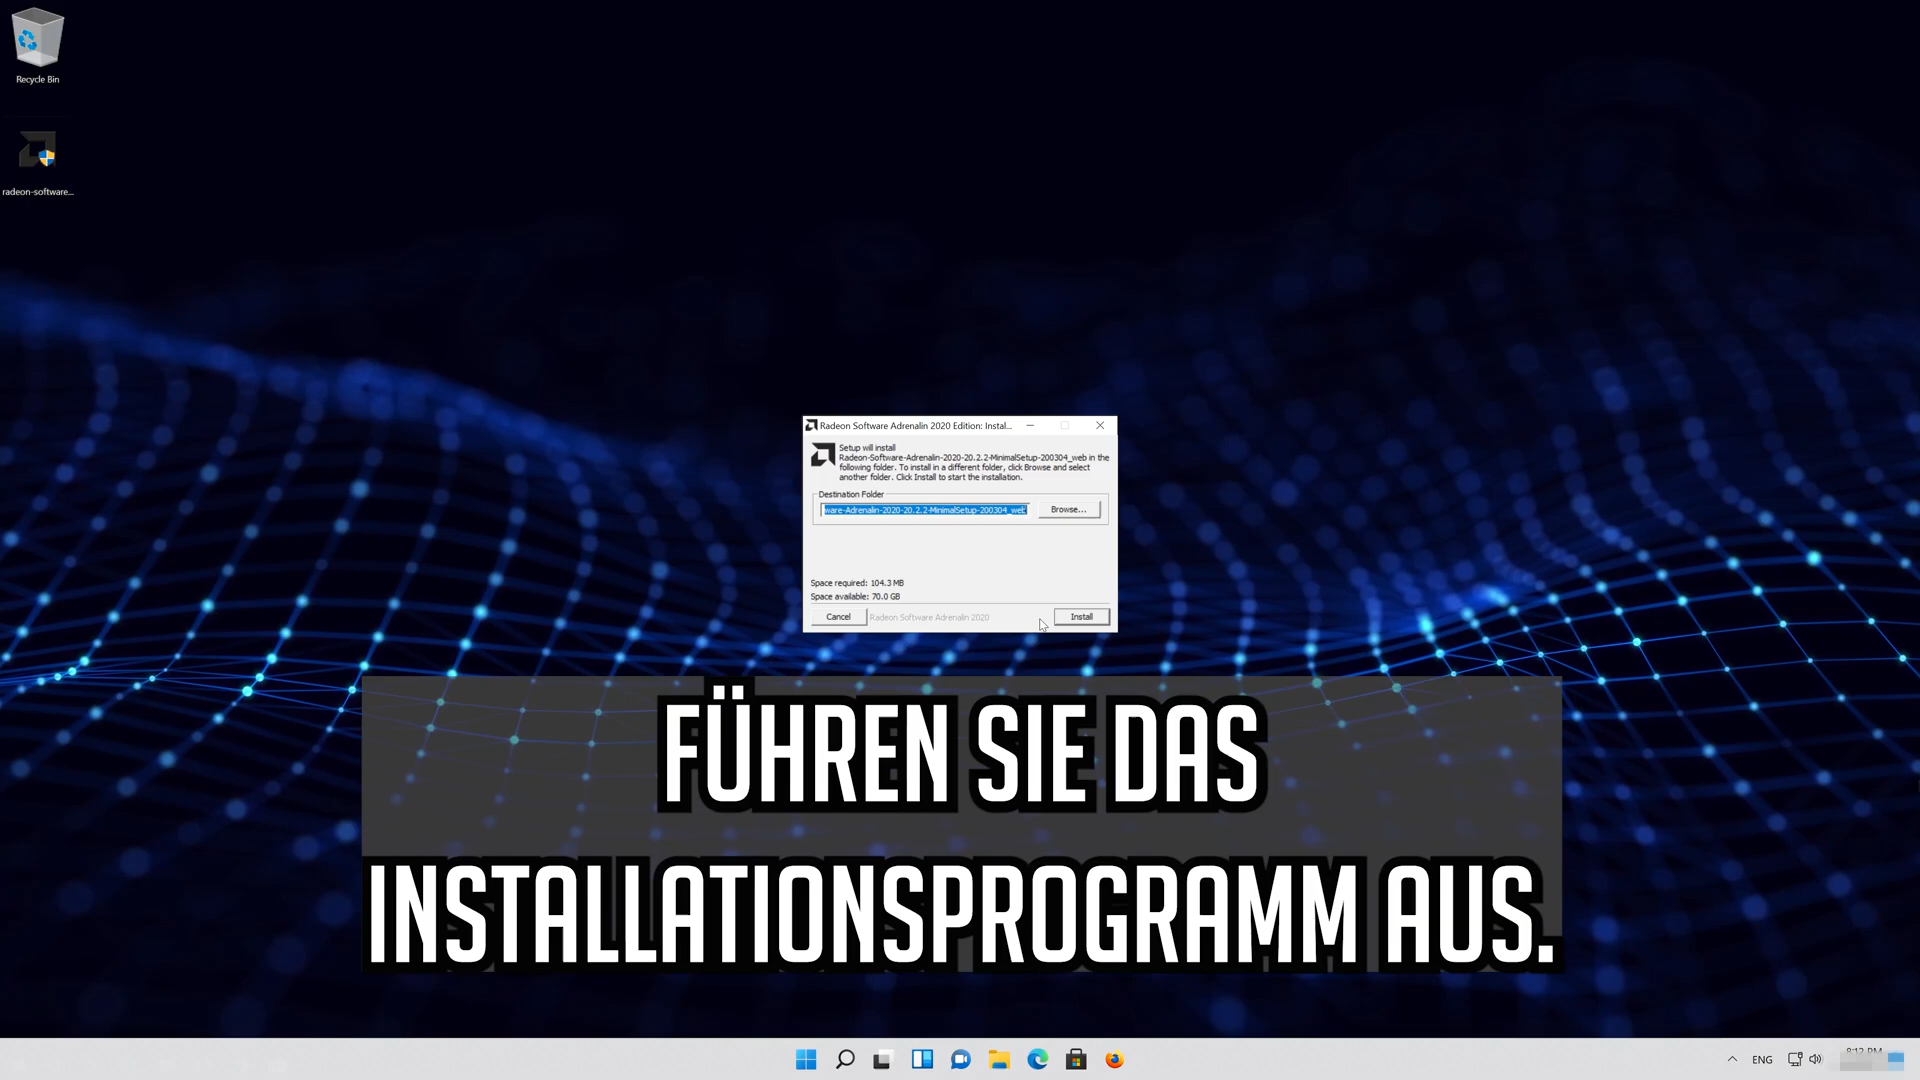 Recycle Bin
radeon-software...
Radeon Software Adrenalin 2020 Edition: Instal...
Setup will install
Radeon-Software-Adrenalin-2020-20.2.2-MinimalSetup-200304_web in the
following folder. To install in a different folder, click Browse and select
another folder. Click Install to start the installation.
Destination Folder
ware-Adrenalin-2020-20.2.2-MinimalSetup-200304_web
Browse...
Space required: 104.3 MB
Space available: 70.0 GB
Cancel
Radeon Software Adrenalin 2020
Install
FÜHREN SIE DAS
INSTALLATIONSPROGRAMM AUS.
ENG